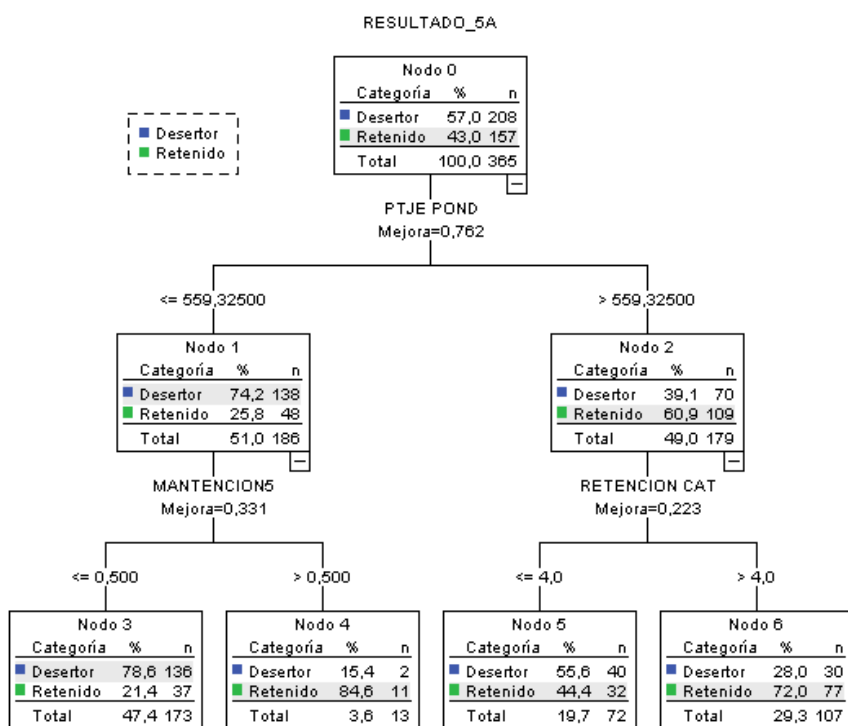 RESULTADO_5A
Desertor
Retenido
Nodo 0
Categoría % n
Desertor 57,0 208
Retenido 43,0 157
Total 100,0 365
PTJE POND
Mejora=0,762
<= 559,32500
> 559,32500
Nodo 1
Categoría % n
Desertor 74,2 138
Retenido 25,8 48
Total 51,0 186
Nodo 2
Categoría % n
Desertor 39,1 70
Retenido 60,9 109
Total 49,0 179
MANTENCION5
Mejora=0,331
RETENCION CAT
Mejora=0,223
<= 0,500
> 0,500
<= 4,0
> 4,0
Nodo 3
Categoría % n
Desertor 78,6 136
Retenido 21,4 37
Total 47,4 173
Nodo 4
Categoría % n
Desertor 15,4 2
Retenido 84,6 11
Total 3,6 13
Nodo 5
Categoría % n
Desertor 55,6 40
Retenido 44,4 32
Total 19,7 72
Nodo 6
Categoría % n
Desertor 28,0 30
Retenido 72,0 77
Total 29,3 107